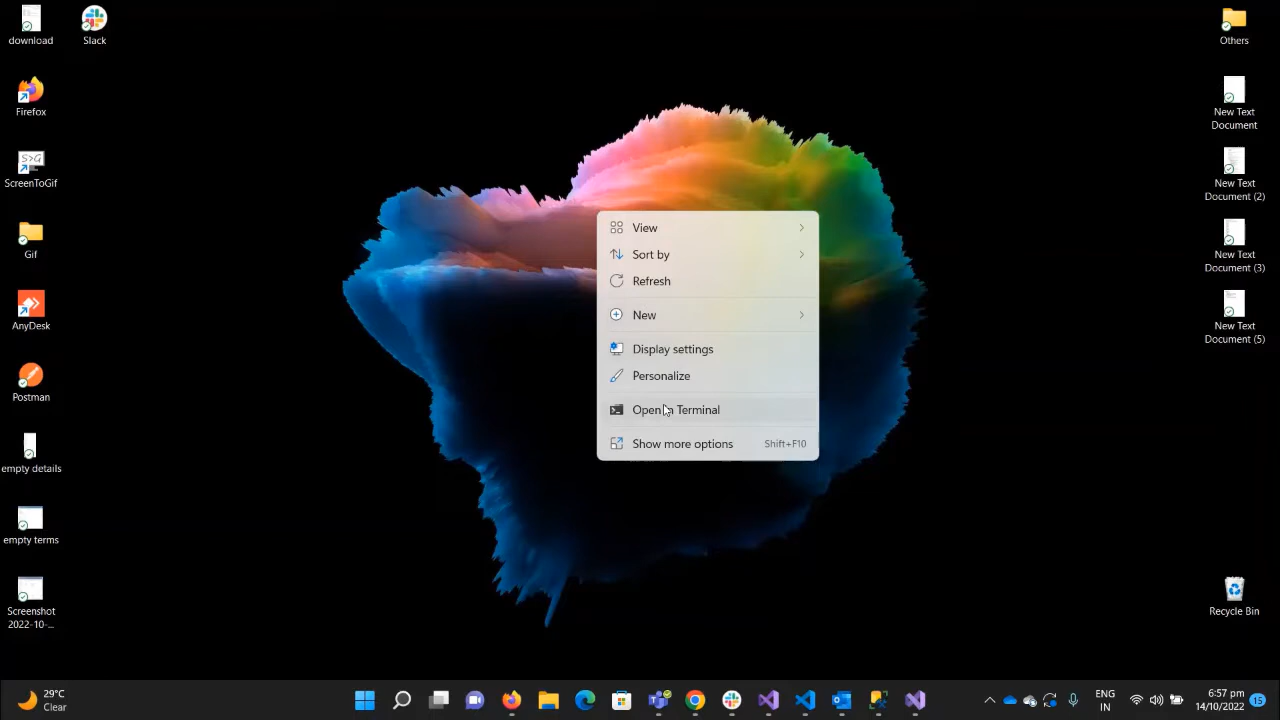 download
Slack
Firefox
S>G
ScreenToGif
Gif
AnyDesk
Postman
empty details
empty terms
Screenshot
2022-10-...
View
Sort by
Refresh
New
Display settings
Personalize
Open in Terminal
Show more options Shift+F10
Others
New Text
Document
New Text
Document (2)
New Text
Document (3)
New Text
Document (5)
Recycle Bin
29°C
Clear
ENG
IN
6:57 pm
14/10/2022
15